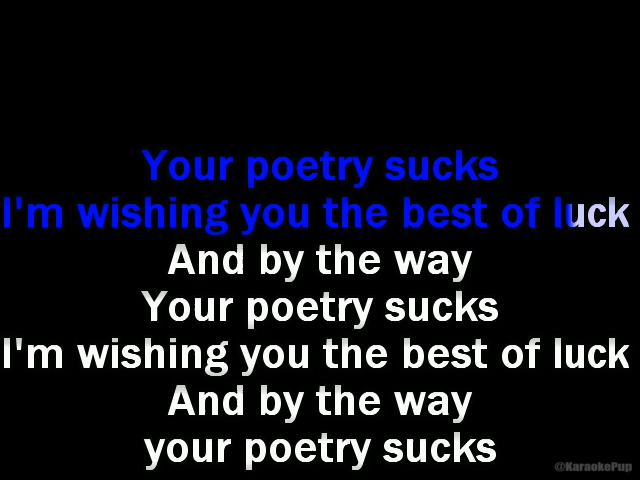 Your poetry sucks
I'm wishing you the best of luck
And by the way
Your poetry sucks
I'm wishing you the best of luck
And by the way
your poetry sucks
@KaraokePup